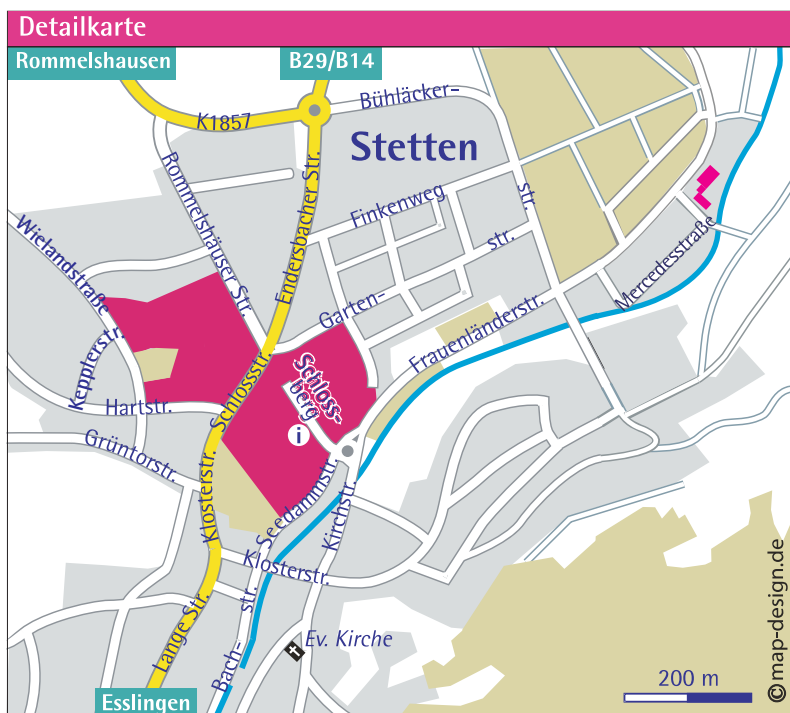 Detailkarte
Rommelshausen
B29/B14
K1857
Bühläcker-
str.
Stetten
Rommelshäuser Str.
Endersbacher Str.
Finkenweg
Wielandstraße
Garten-
str.
Mercedesstraße
Frauenländerstr.
Kepplerstr.
Schlossstr.
Schloss-
berg
Hartstr.
i
Grüntorstr.
Klosterstr.
Seedammstr.
Kirchstr.
Klosterstr.
Lange Str.
Bach-
str.
Ev. Kirche
Esslingen
200 m
© map-design.de